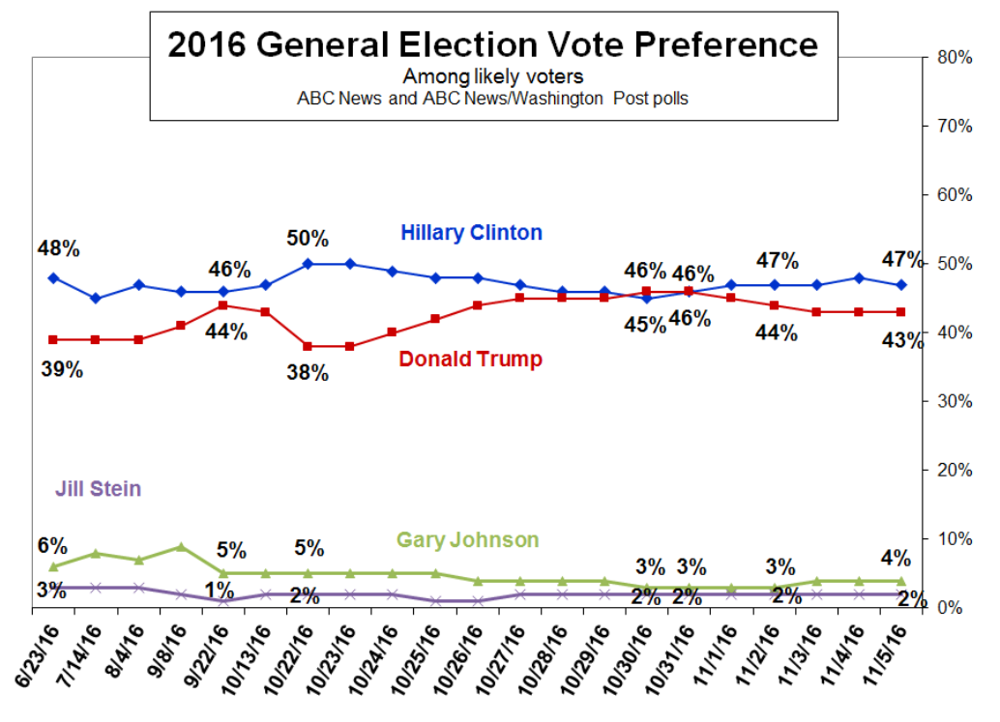 2016 General Election Vote Preference
Among likely voters
ABC News and ABC News/Washington Post polls
80%
70%
60%
50%
40%
30%
20%
10%
0%
Hillary Clinton
48% 46% 50% 46% 46% 47% 47%
45% 46%
44% 44% 43%
39% 38%
Donald Trump
Jill Stein
Gary Johnson
6% 5% 5% 3% 3% 3% 4%
3% 1% 2% 2% 2% 2% 2%
6/23/16 7/14/16 8/4/16 9/8/16 9/22/16 10/13/16 10/22/16 10/23/16 10/24/16 10/25/16 10/26/16 10/27/16 10/28/16 10/29/16 10/30/16 10/31/16 11/1/16 11/2/16 11/3/16 11/4/16 11/5/16